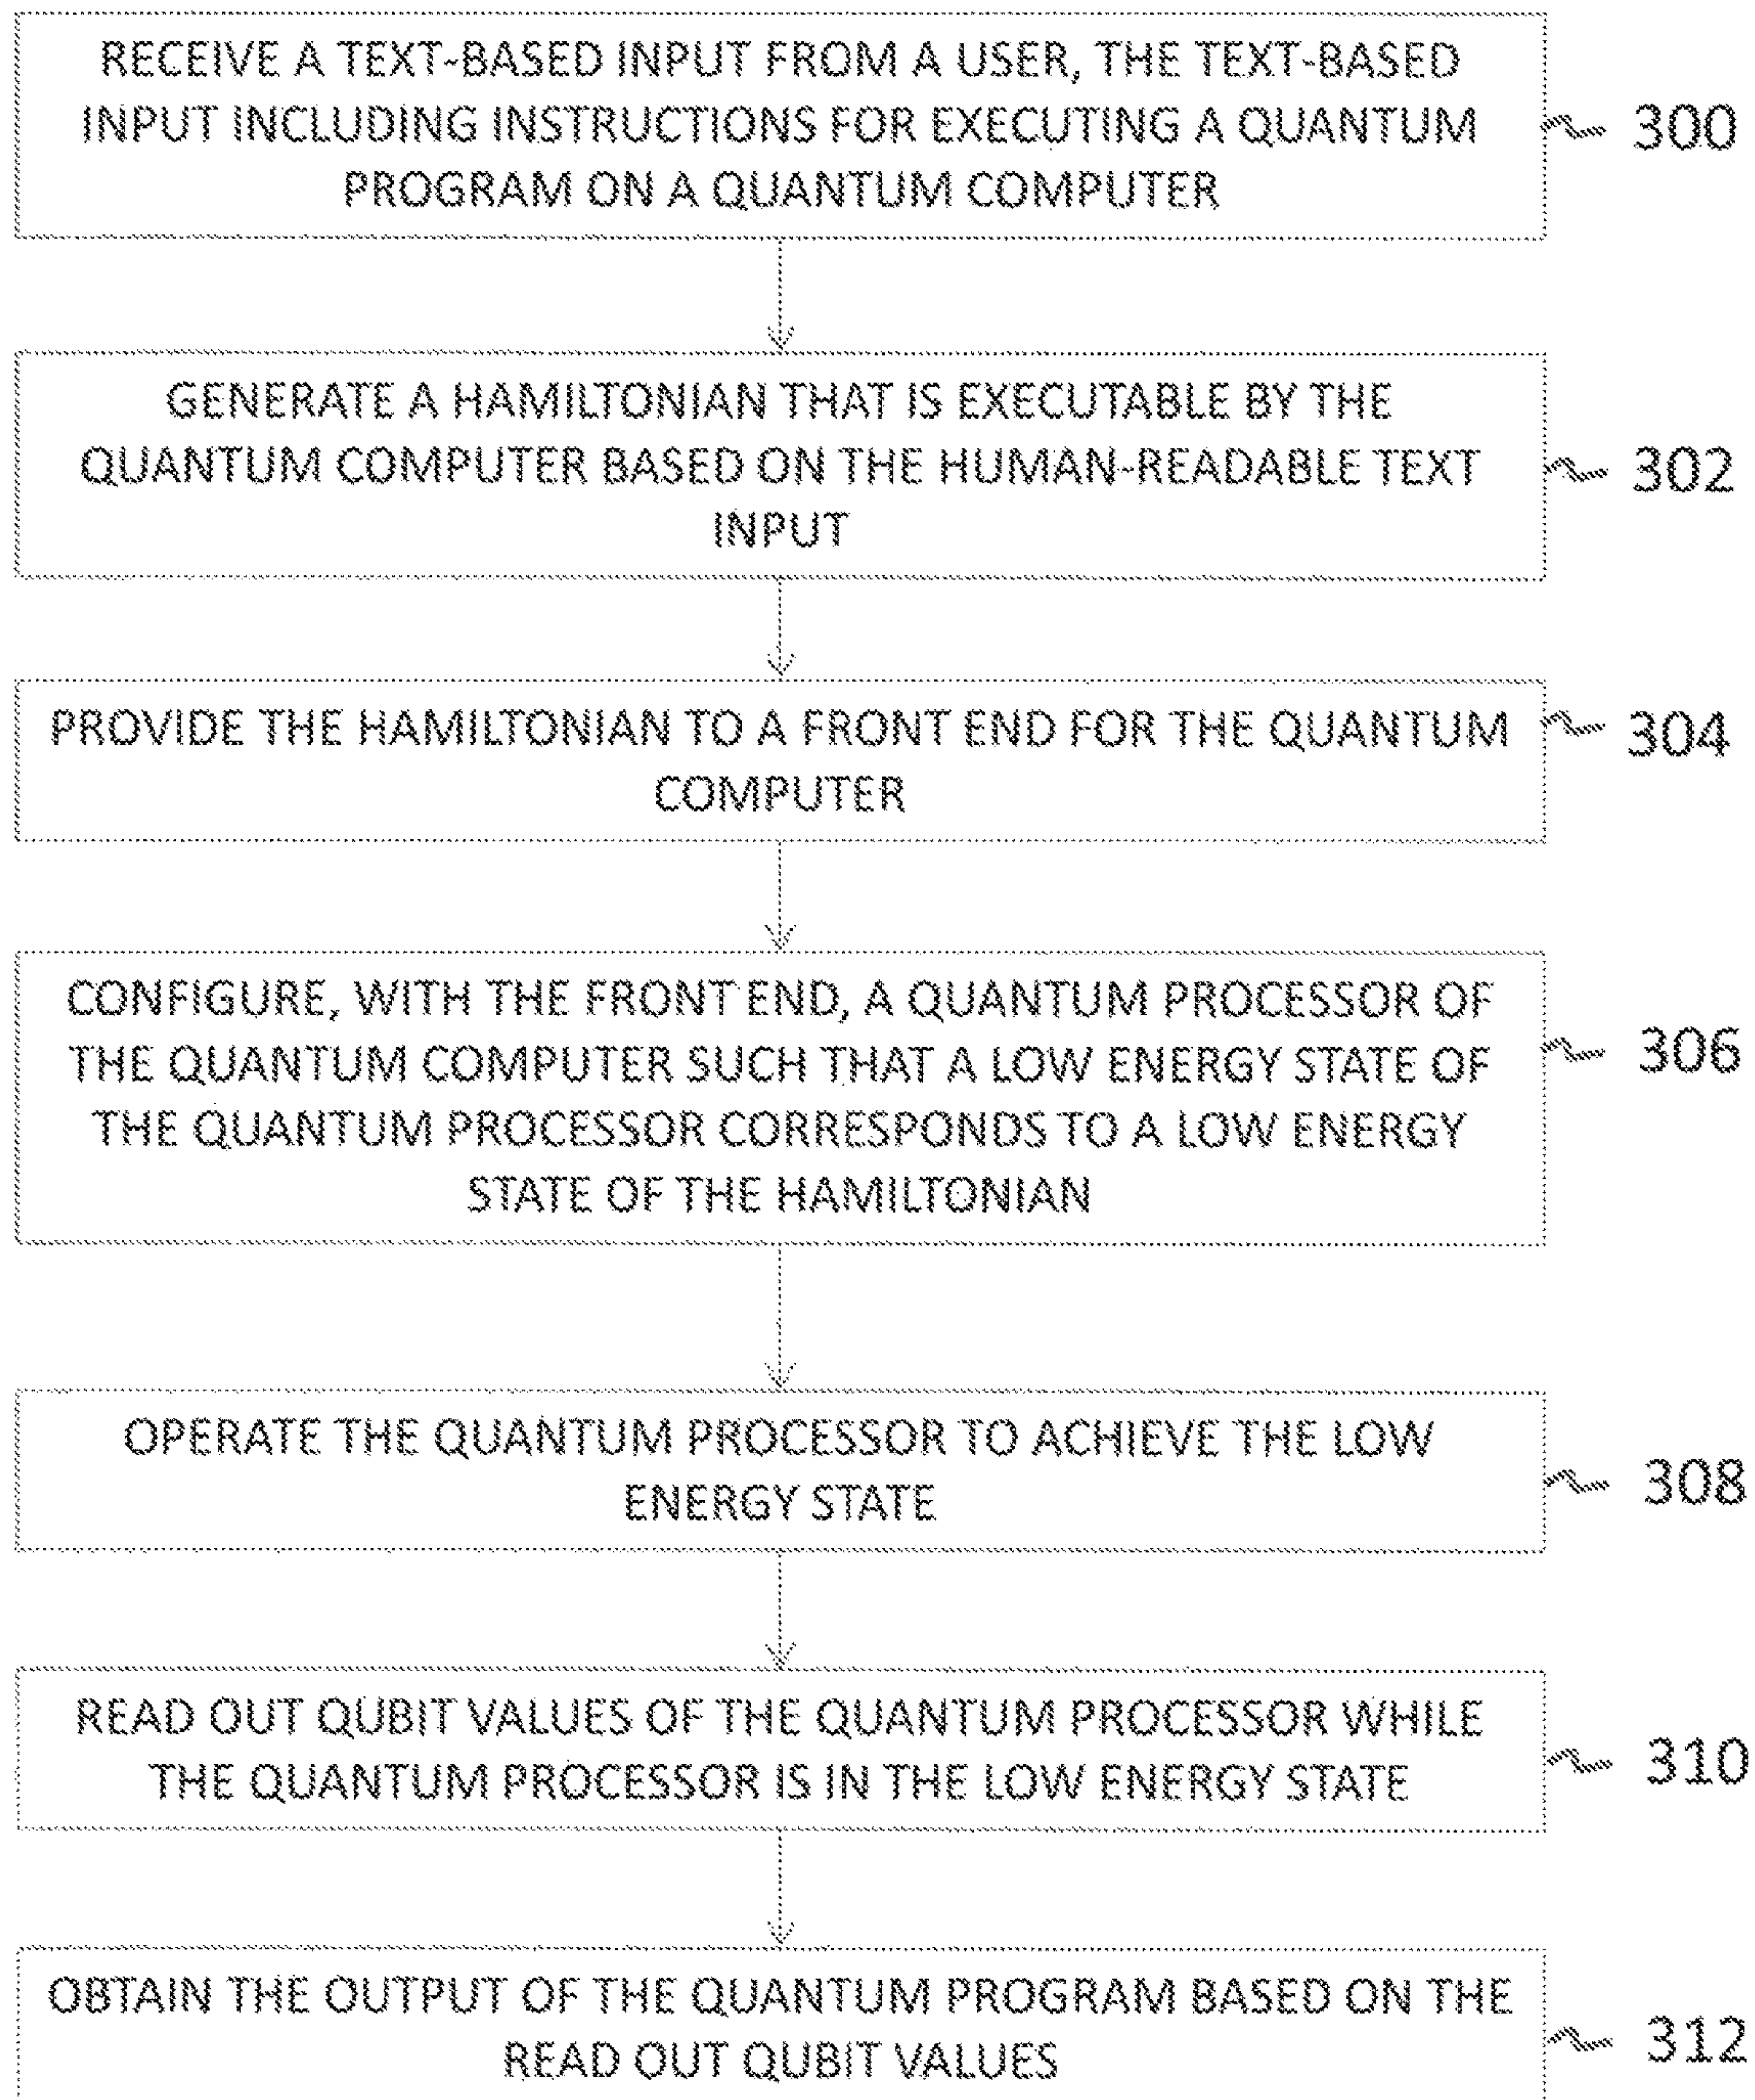 RECEIVE A TEXT-BASED INPUT FROM A USER, THE TEXT-BASED
INPUT INCLUDING INSTRUCTIONS FOR EXECUTING A QUANTUM
PROGRAM ON A QUANTUM COMPUTER
300
GENERATE A HAMILTONIAN THAT IS EXECUTABLE BY THE
QUANTUM COMPUTER BASED ON THE HUMAN-READABLE TEXT
INPUT
302
PROVIDE THE HAMILTONIAN TO A FRONT END FOR THE QUANTUM
COMPUTER
304
CONFIGURE, WITH THE FRONT END, A QUANTUM PROCESSOR OF
THE QUANTUM COMPUTER SUCH THAT A LOW ENERGY STATE OF
THE QUANTUM PROCESSOR CORRESPONDS TO A LOW ENERGY
STATE OF THE HAMILTONIAN
306
OPERATE THE QUANTUM PROCESSOR TO ACHIEVE THE LOW
ENERGY STATE
308
READ OUT QUBIT VALUES OF THE QUANTUM PROCESSOR WHILE
THE QUANTUM PROCESSOR IS IN THE LOW ENERGY STATE
310
OBTAIN THE OUTPUT OF THE QUANTUM PROGRAM BASED ON THE
READ OUT QUBIT VALUES
312